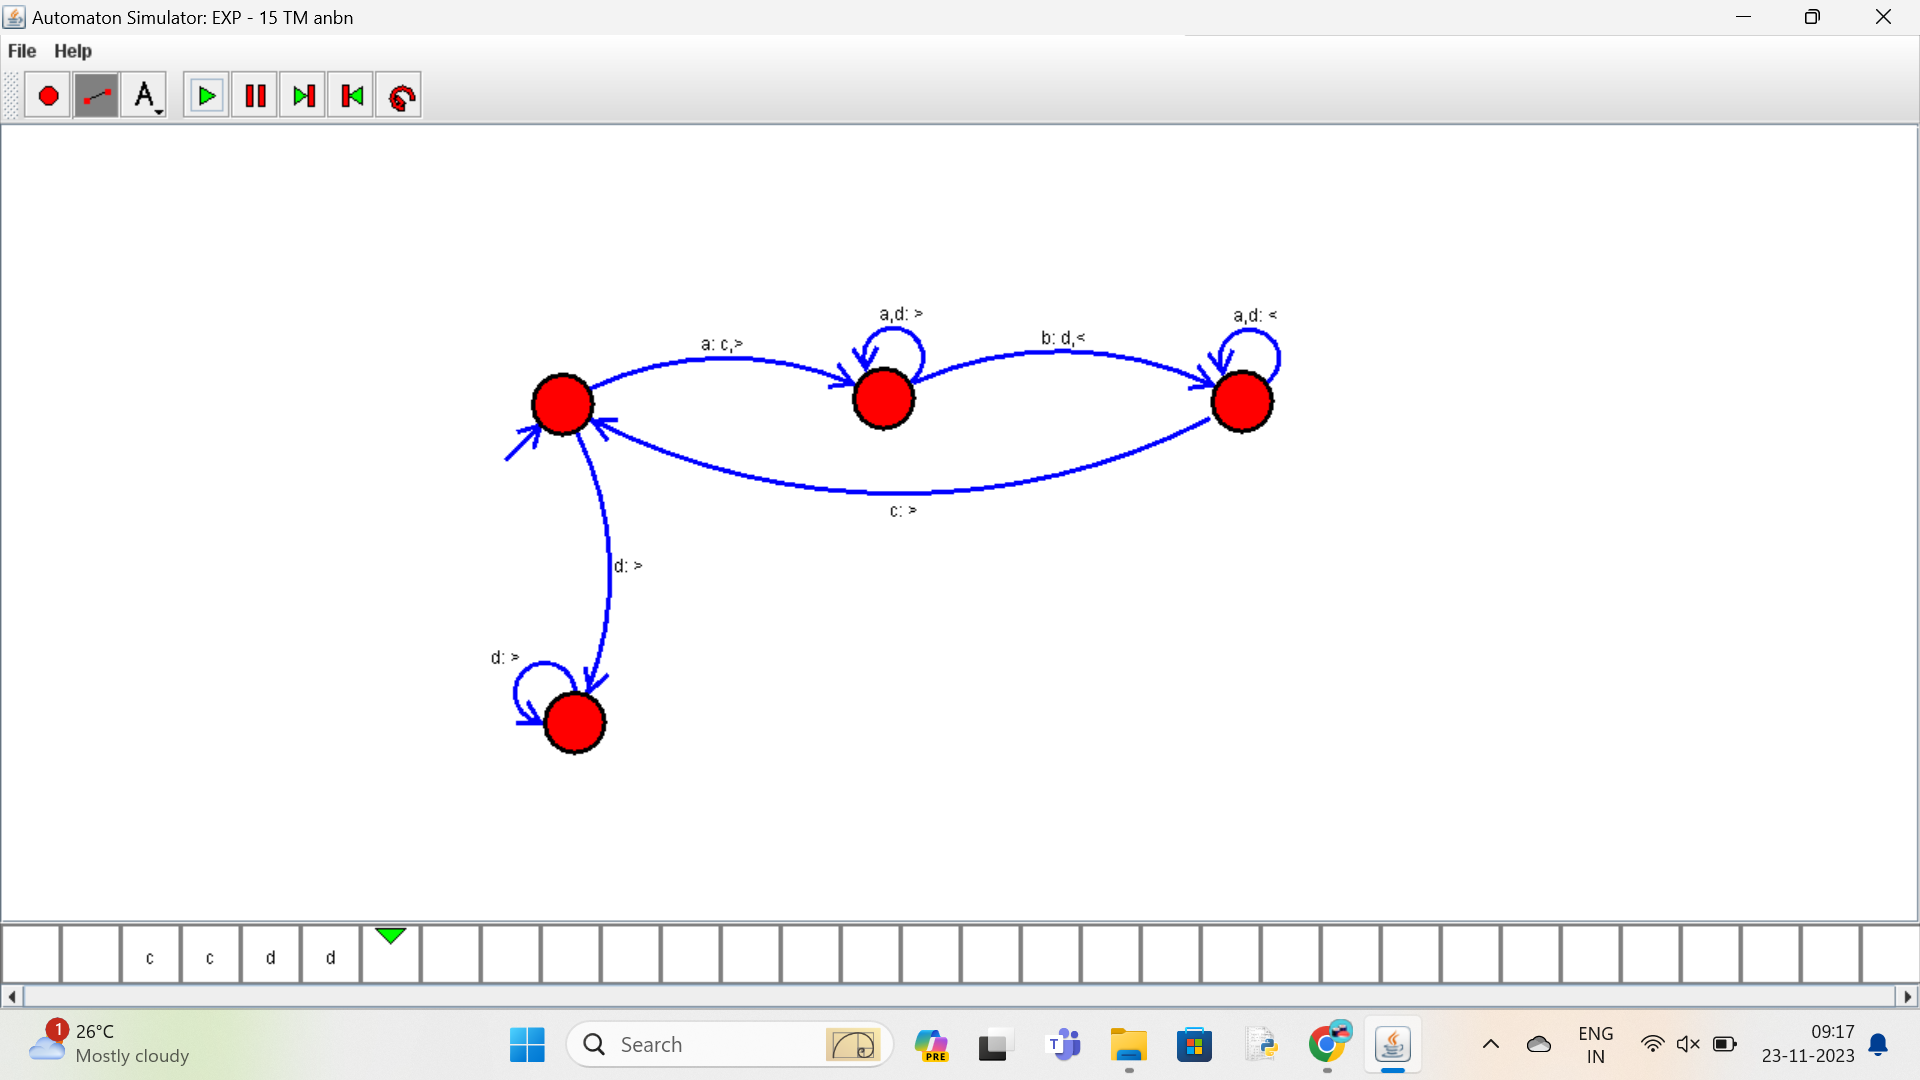 Automaton Simulator: EXP - 15 TM anbn
File Help
A
a,d: >
a,d: <
b: d,<
a: c,>
c: >
d: >
d: >
c c d d
1
26°C
Mostly cloudy
Search
PRE
T
ENG
IN
09:17
23-11-2023